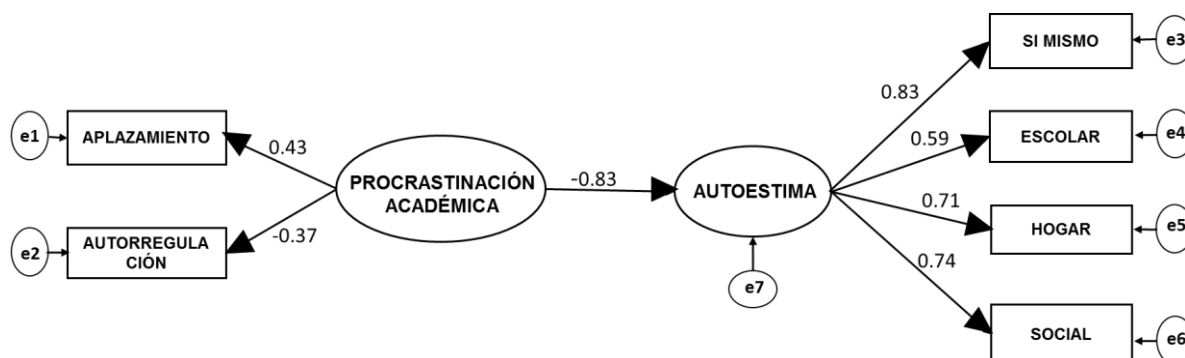 SI MISMO
e3
0.83
e1
APLAZAMIENTO
0.43
0.59
ESCOLAR
e4
PROCRASTINACIÓN
ACADÉMICA
-0.83
AUTOESTIMA
0.71
HOGAR
e5
e2
AUTORREGULA
CIÓN
-0.37
0.74
e7
SOCIAL
e6